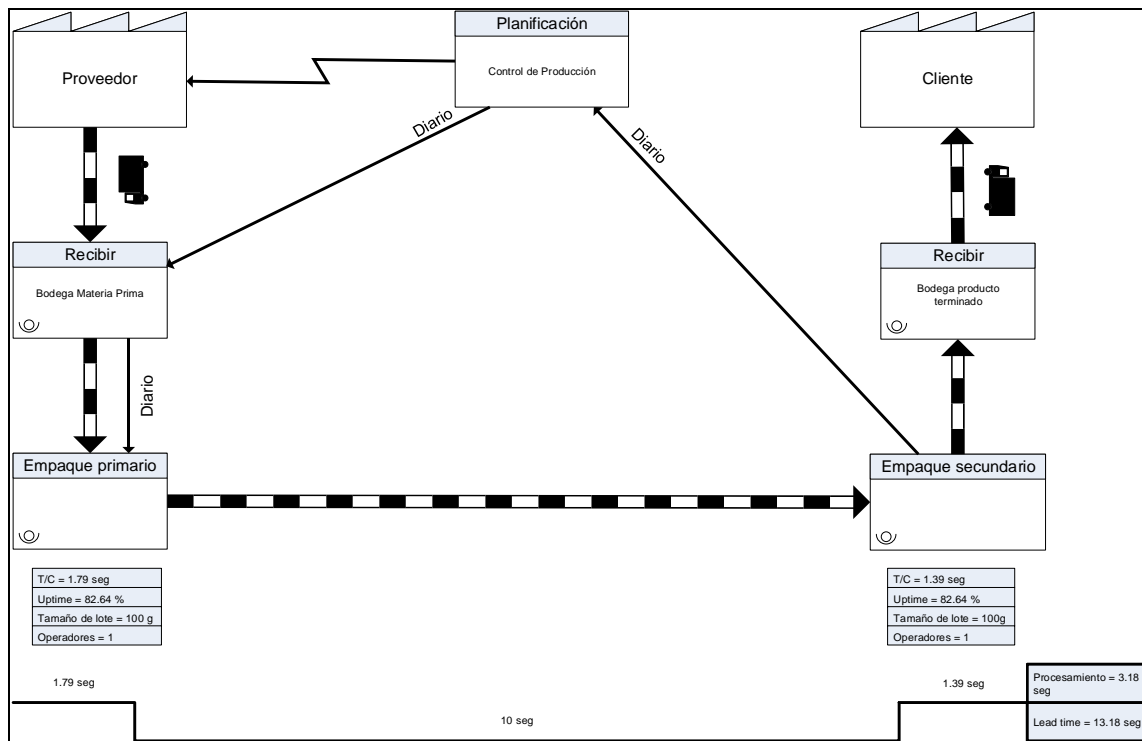 Planificación
Control de Producción
Proveedor
Cliente
Diario
Diario
Recibir
Bodega Materia Prima
Recibir
Bodega producto
terminado
Diario
Empaque primario
Empaque secundario
T/C = 1.79 seg
Uptime = 82.64 %
Tamaño de lote = 100 g
Operadores = 1
T/C = 1.39 seg
Uptime = 82.64 %
Tamaño de lote = 100g
Operadores = 1
1.79 seg
10 seg
1.39 seg
Procesamiento = 3.18
seg
Lead time = 13.18 seg